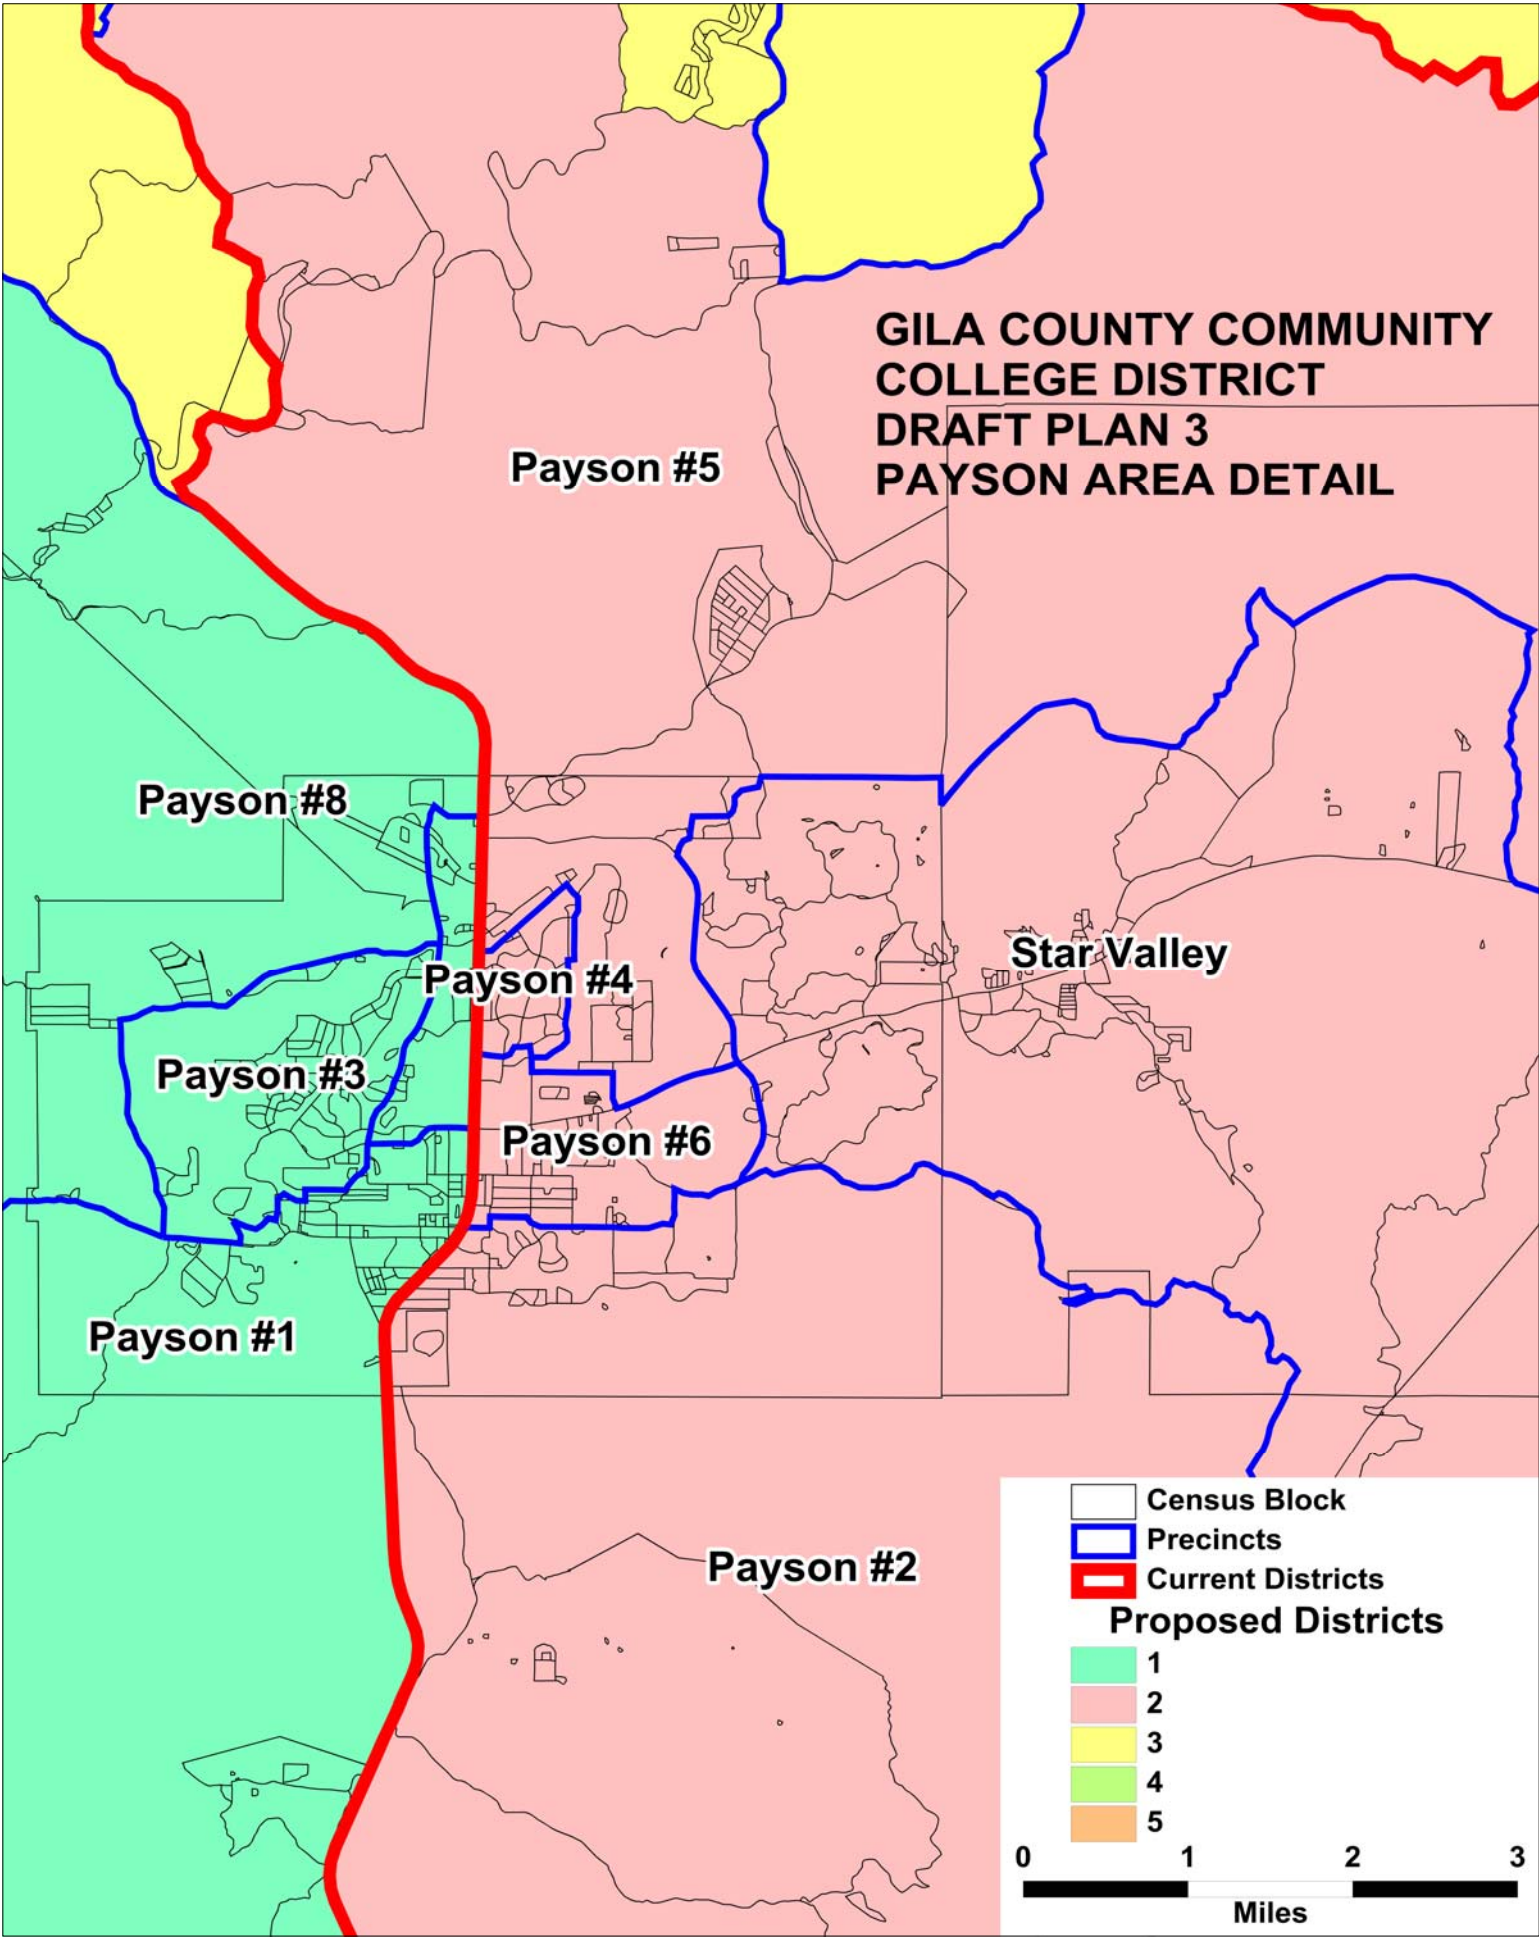 GILA COUNTY COMMUNITY
COLLEGE DISTRICT
DRAFT PLAN 3
PAYSON AREA DETAIL
Payson #5
Payson #8
Star Valley
Payson #4
Payson #3
Payson #6
Payson #1
Payson #2
Census Block
Precincts
Current Districts
Proposed Districts
1
2
3
4
5
0 1 2 3
Miles